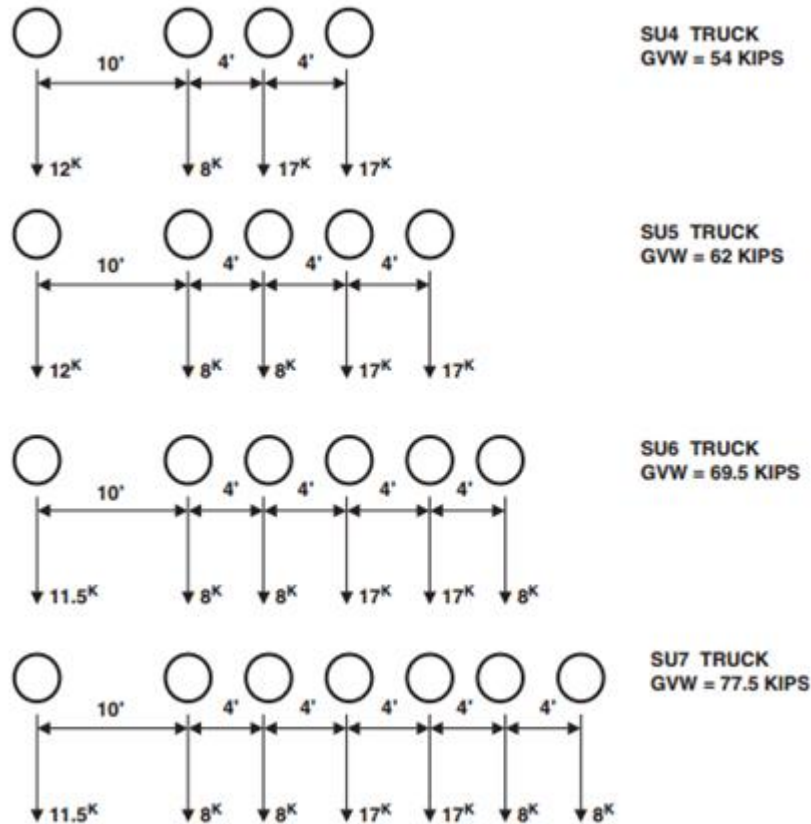 SU4 TRUCK
GVW = 54 KIPS
10' 4' 4'
12K 8K 17K 17K
SU5 TRUCK
GVW = 62 KIPS
10' 4' 4' 4'
12K 8K 8K 17K 17K
SU6 TRUCK
GVW = 69.5 KIPS
10' 4' 4' 4' 4'
11.5K 8K 8K 17K 17K 8K
SU7 TRUCK
GVW = 77.5 KIPS
10' 4' 4' 4' 4' 4'
11.5K 8K 8K 17K 17K 8K 8K